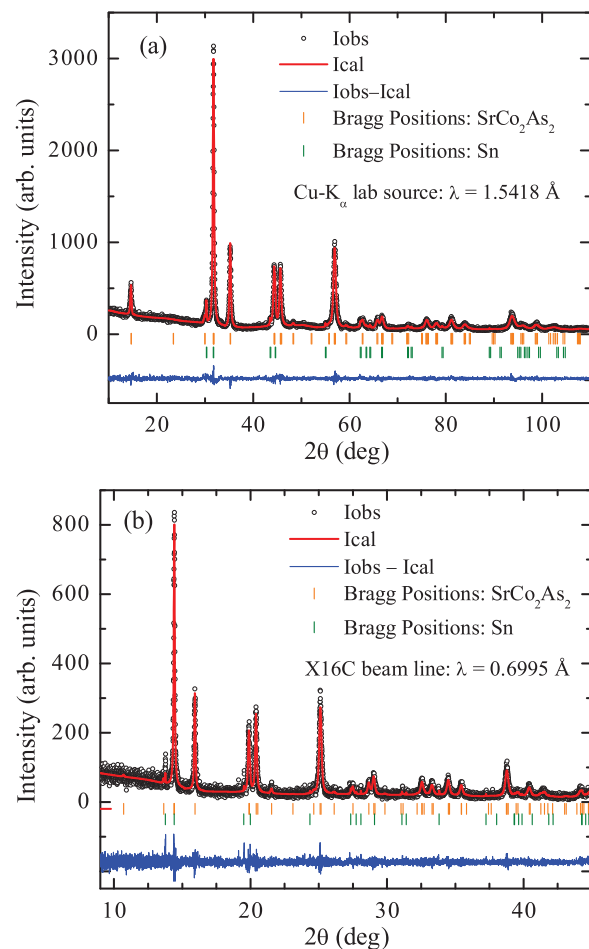 (a)
Iobs
Ical
Iobs–Ical
Bragg Positions: SrCo₂As₂
Bragg Positions: Sn
Cu-Kα lab source: λ = 1.5418 Å
Intensity (arb. units)
3000
2000
1000
0
20 40 60 80 100
2θ (deg)
(b)
Iobs
Ical
Iobs – Ical
Bragg Positions: SrCo₂As₂
Bragg Positions: Sn
X16C beam line: λ = 0.6995 Å
Intensity (arb. units)
800
600
400
200
0
10 20 30 40
2θ (deg)